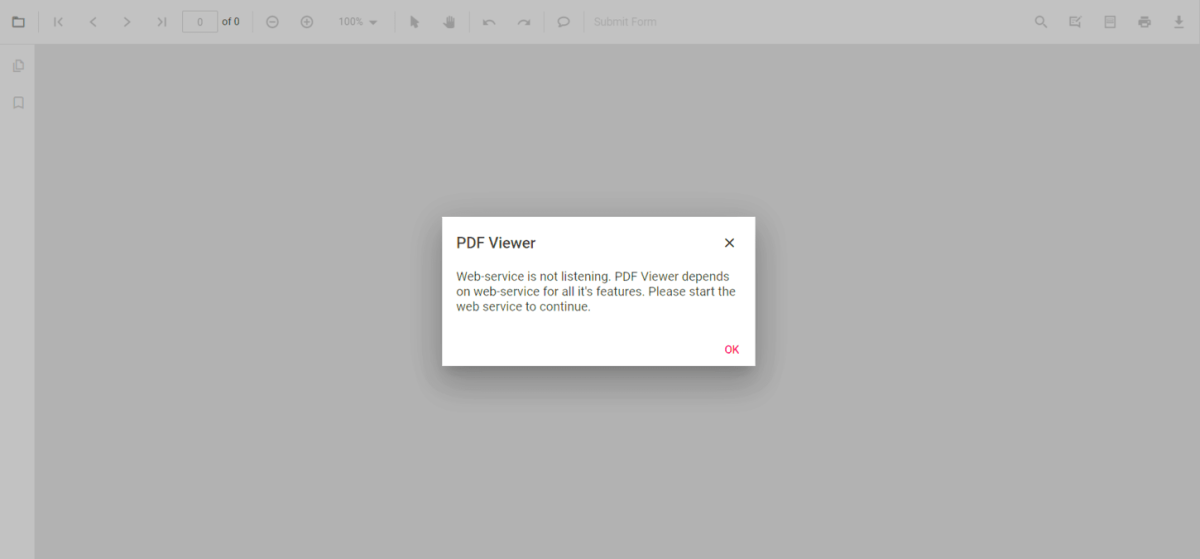 0 of 0 100% Submit Form
PDF Viewer
Web-service is not listening. PDF Viewer depends
on web-service for all it's features. Please start the
web service to continue.
OK